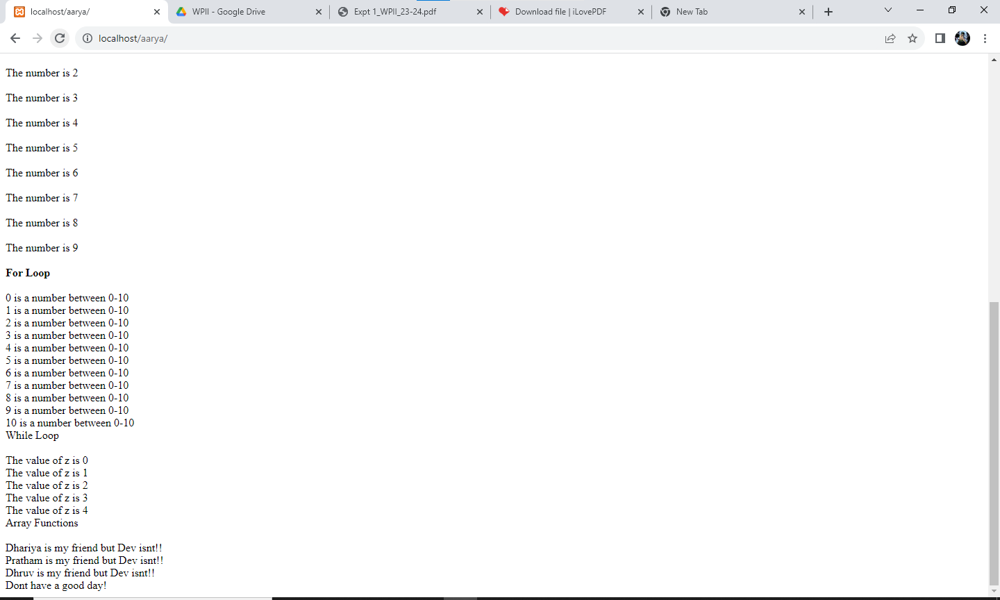 localhost/aarya/
WPII - Google Drive
Expt 1_WPII_23-24.pdf
Download file | iLovePDF
New Tab
localhost/aarya/
The number is 2
The number is 3
The number is 4
The number is 5
The number is 6
The number is 7
The number is 8
The number is 9
For Loop
0 is a number between 0-10
1 is a number between 0-10
2 is a number between 0-10
3 is a number between 0-10
4 is a number between 0-10
5 is a number between 0-10
6 is a number between 0-10
7 is a number between 0-10
8 is a number between 0-10
9 is a number between 0-10
10 is a number between 0-10
While Loop
The value of z is 0
The value of z is 1
The value of z is 2
The value of z is 3
The value of z is 4
Array Functions
Dhariya is my friend but Dev isnt!!
Pratham is my friend but Dev isnt!!
Dhruv is my friend but Dev isnt!!
Dont have a good day!